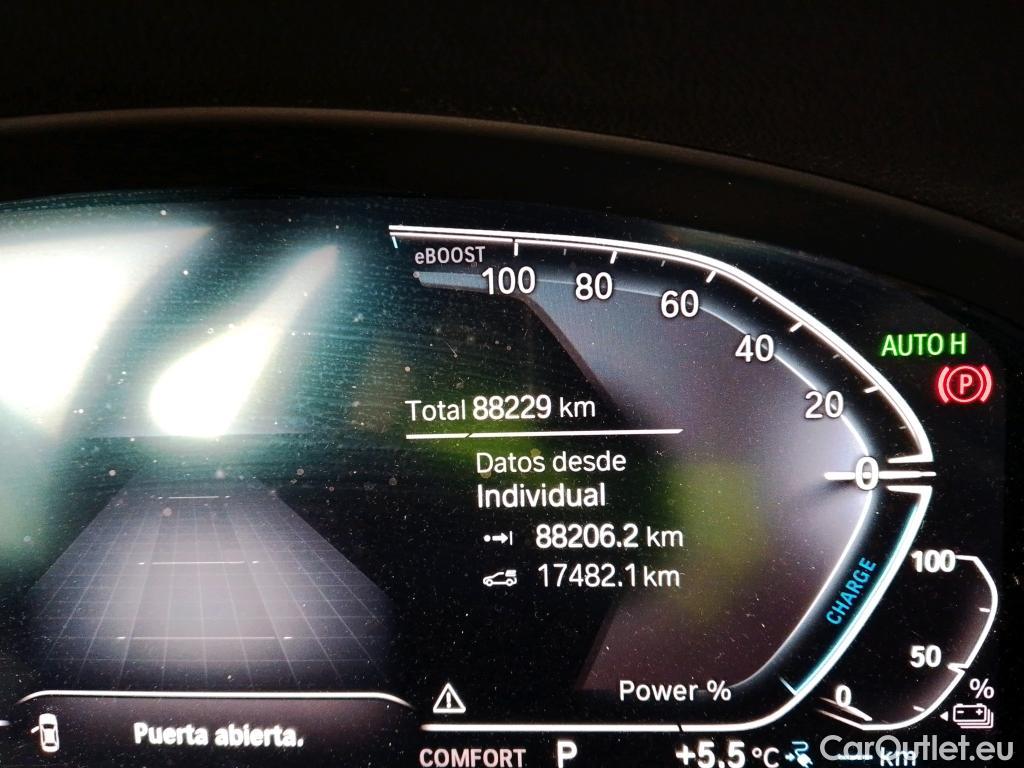 eBOOST
100
80
60
40
20
0
AUTO H
P
Total 88229 km
Datos desde
Individual
88206.2 km
17482.1 km
CHARGE
100
50
0
%
Power %
Puerta abierta.
COMFORT P +5.5 °C --- km
CarOutlet.eu